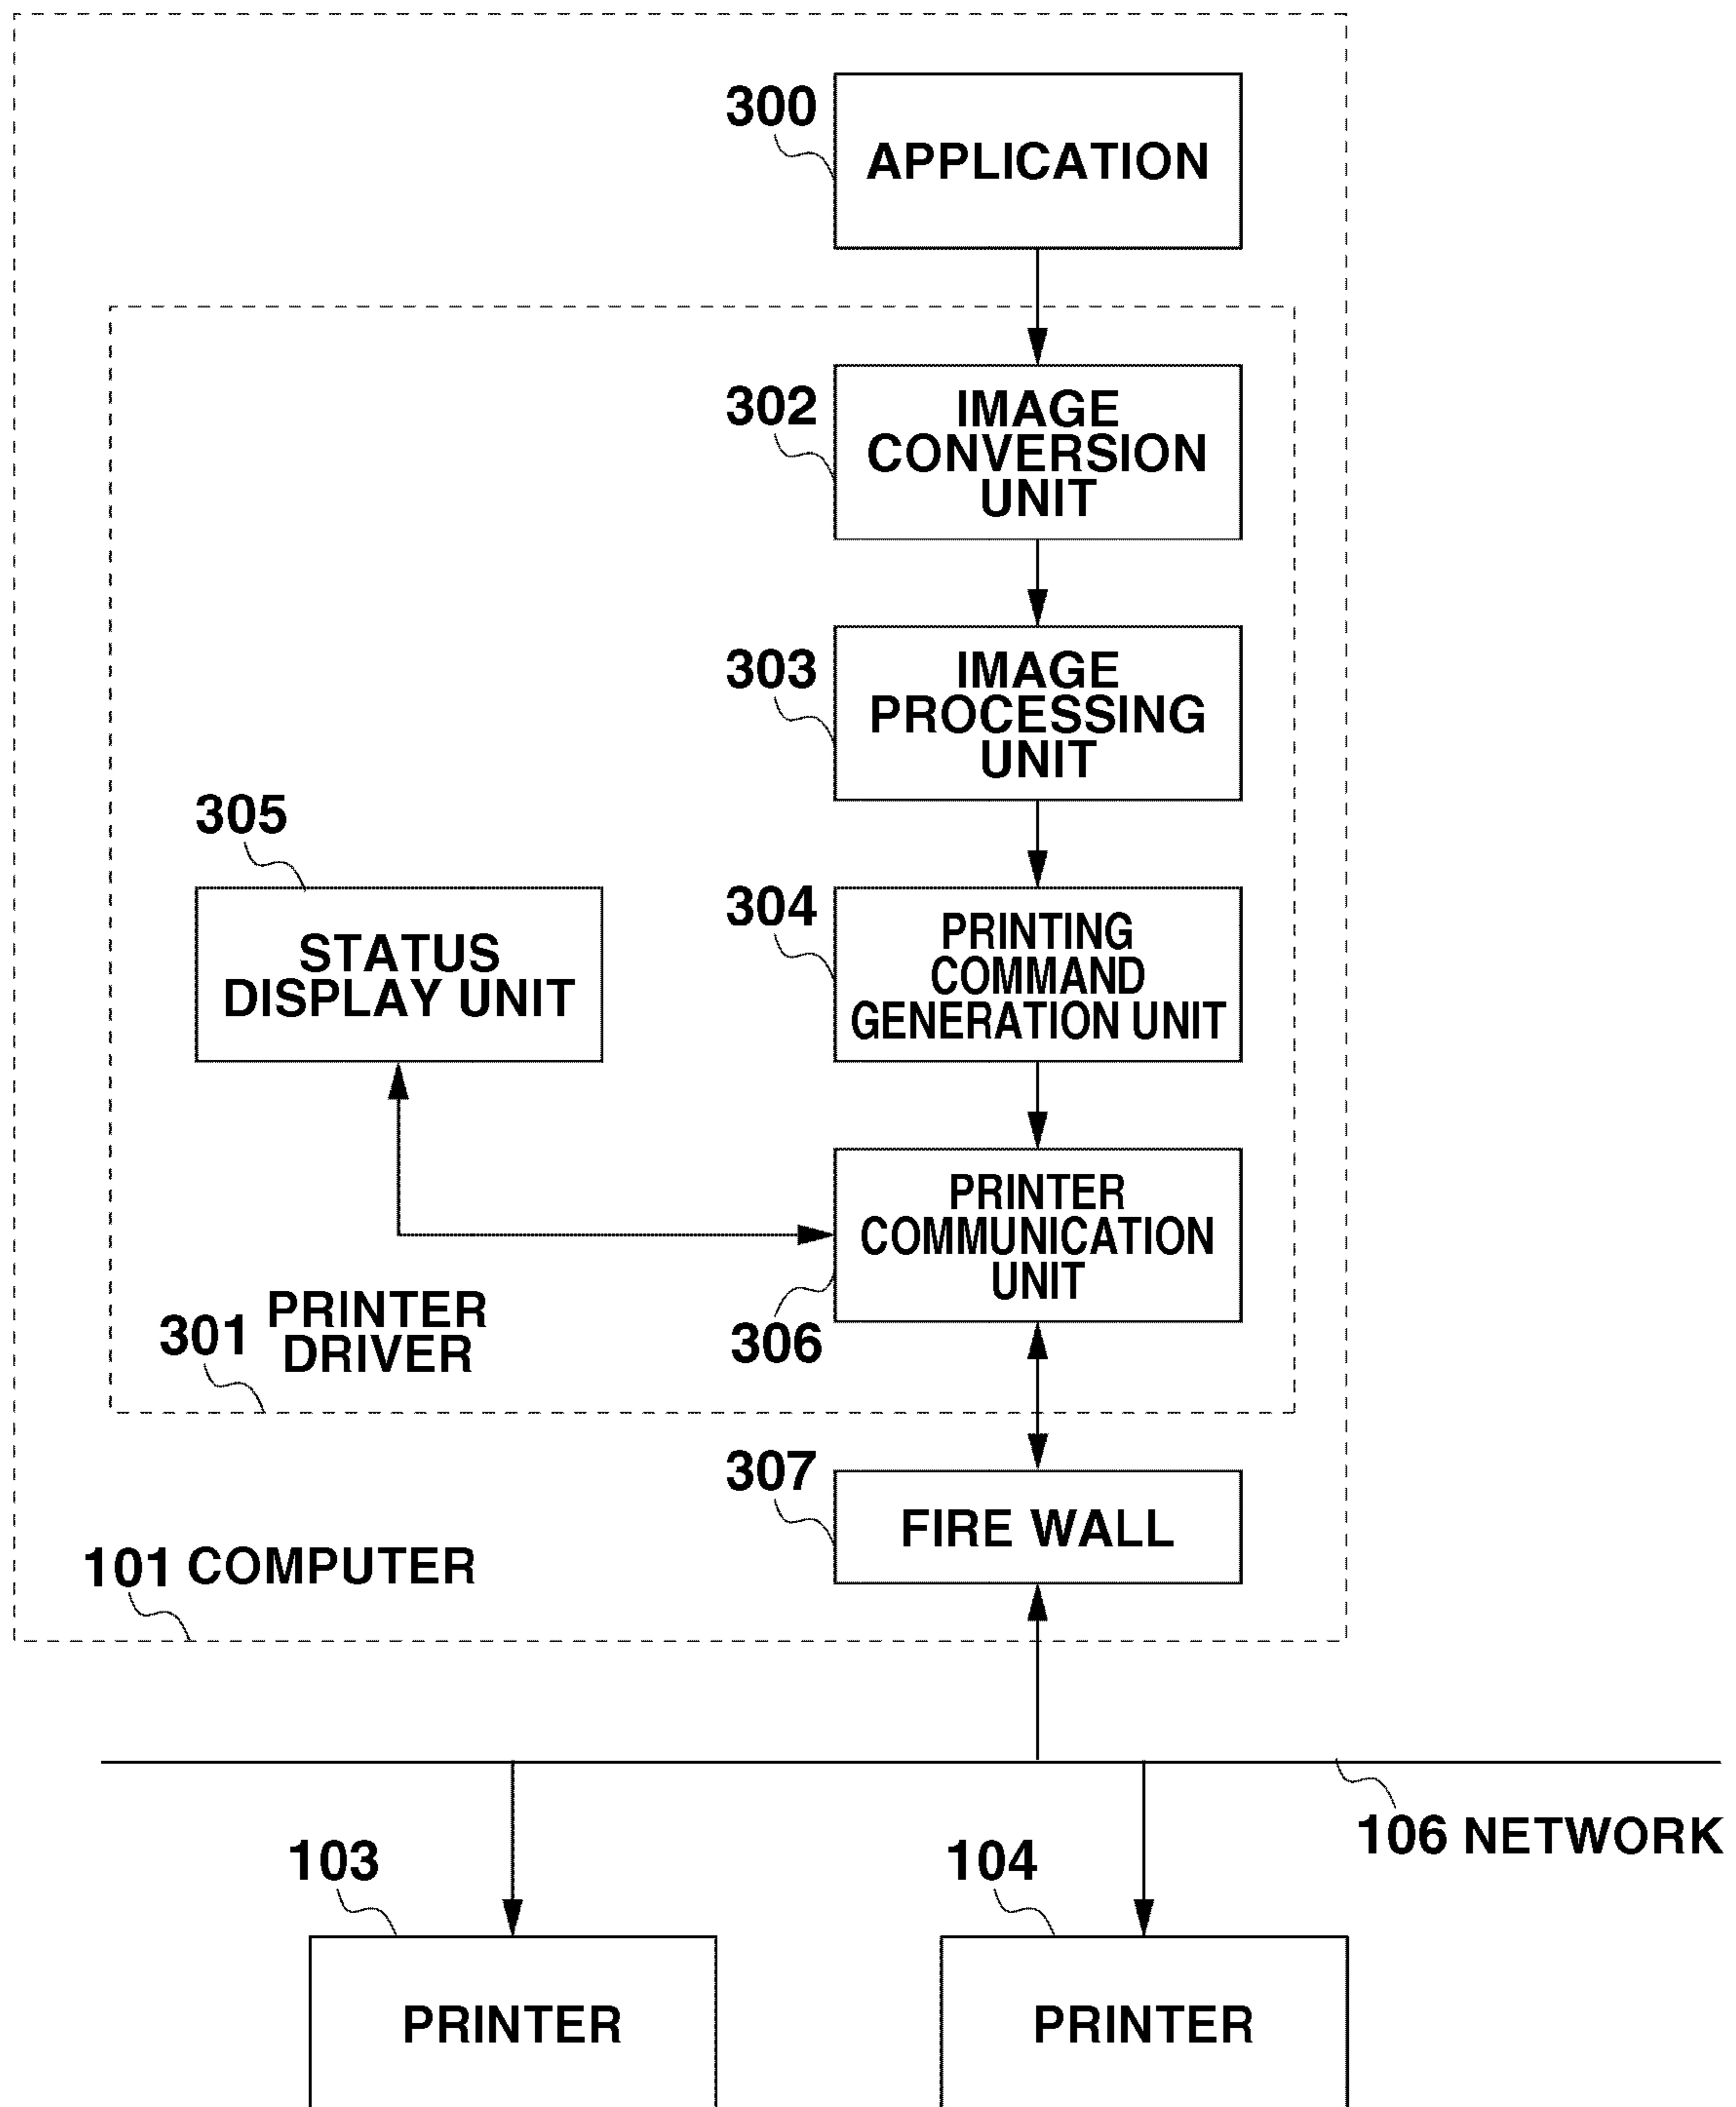 300
APPLICATION
302
IMAGE
CONVERSION
UNIT
303
IMAGE
PROCESSING
UNIT
305
STATUS
DISPLAY UNIT
304
PRINTING
COMMAND
GENERATION UNIT
PRINTER
COMMUNICATION
UNIT
306
301 PRINTER
DRIVER
307
FIRE WALL
101 COMPUTER
106 NETWORK
103
PRINTER
104
PRINTER